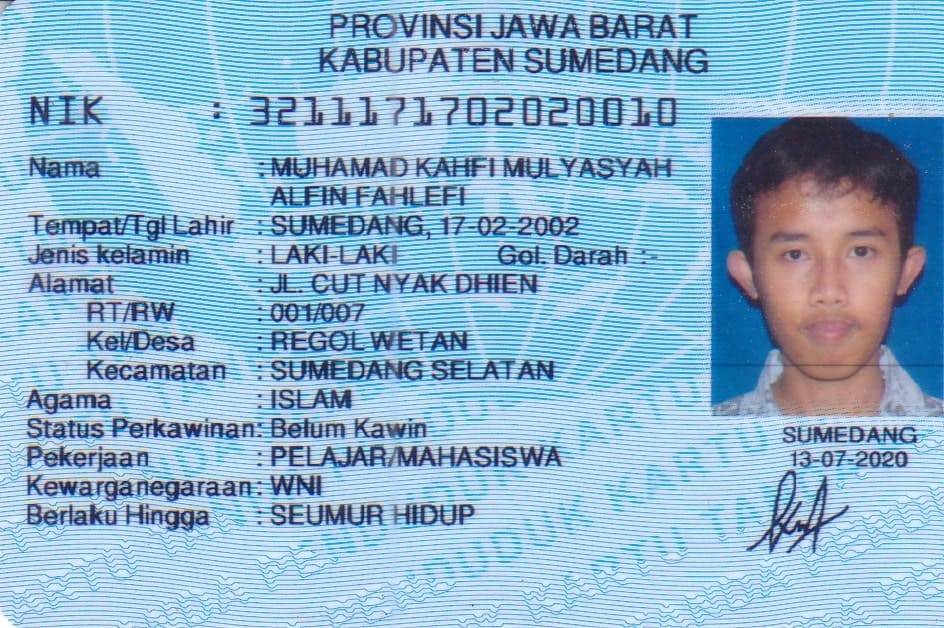 PROVINSI JAWA BARAT
KABUPATEN SUMEDANG
NIK : 3211171702020010
Nama : MUHAMAD KAHFI MULYASYAH
ALFIN FAHLEFI
Tempat/Tgl Lahir : SUMEDANG, 17-02-2002
Jenis kelamin : LAKI-LAKI Gol. Darah :-
Alamat : JL. CUT NYAK DHIEN
RT/RW : 001/007
Kel/Desa : REGOL WETAN
Kecamatan : SUMEDANG SELATAN
Agama : ISLAM
Status Perkawinan: Belum Kawin
Pekerjaan : PELAJAR/MAHASISWA
Kewarganegaraan: WNI
Berlaku Hingga : SEUMUR HIDUP
SUMEDANG
13-07-2020